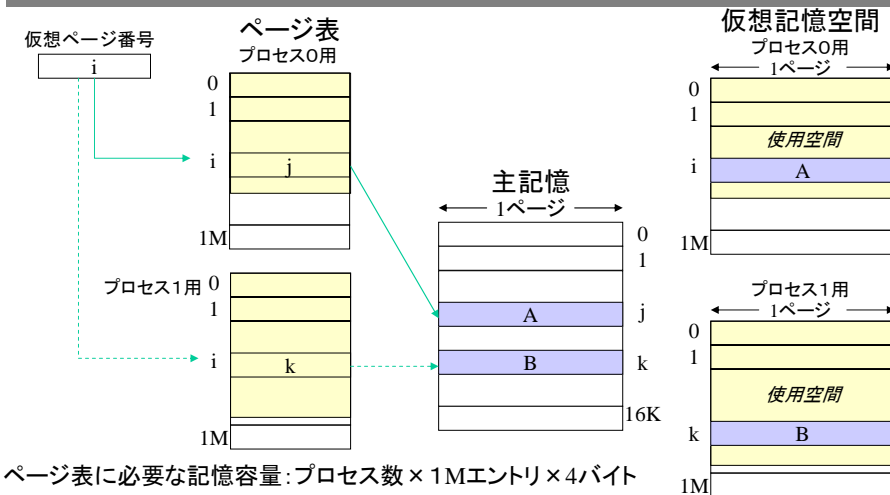 仮想ページ番号
i
ページ表
プロセス0用
0
1
i
j
1M
プロセス1用
0
1
i
k
1M
主記憶
1ページ
0
1
A
j
B
k
16K
仮想記憶空間
プロセス0用
1ページ
0
1
使用空間
i
A
1M
プロセス1用
1ページ
0
1
使用空間
k
B
1M
ページ表に必要な記憶容量:プロセス数×1Mエントリ×4バイト